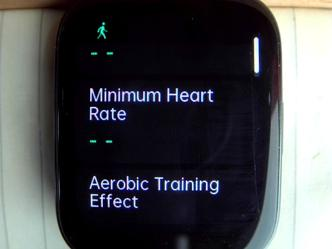 --
Minimum Heart
Rate
--
Aerobic Training
Effect